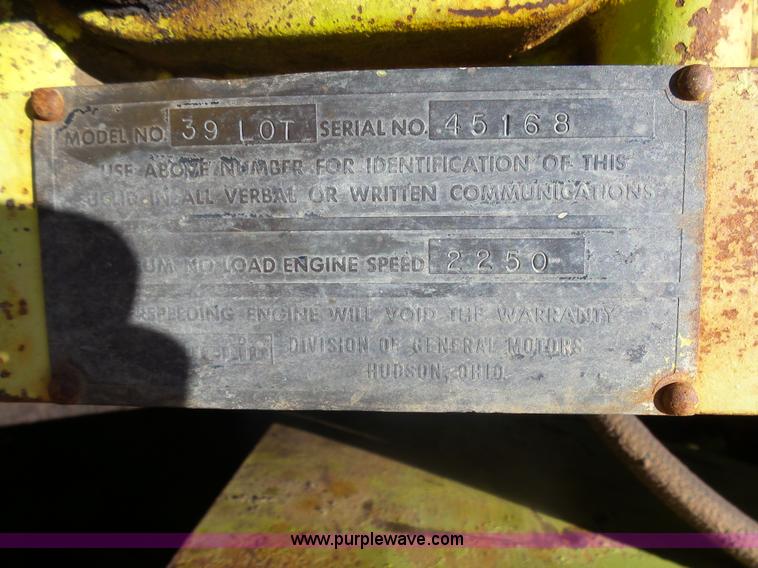 MODEL NO. 39 LOT SERIAL NO. 45168
USE ABOVE NUMBER FOR IDENTIFICATION OF THIS
IN ALL VERBAL OR WRITTEN COMMUNICATIONS
NO LOAD ENGINE SPEED 2250
ENGINE WILL VOID THE WARRANTY
DIVISION OF GENERAL MOTORS
HUDSON, OHIO
www.purplewave.com